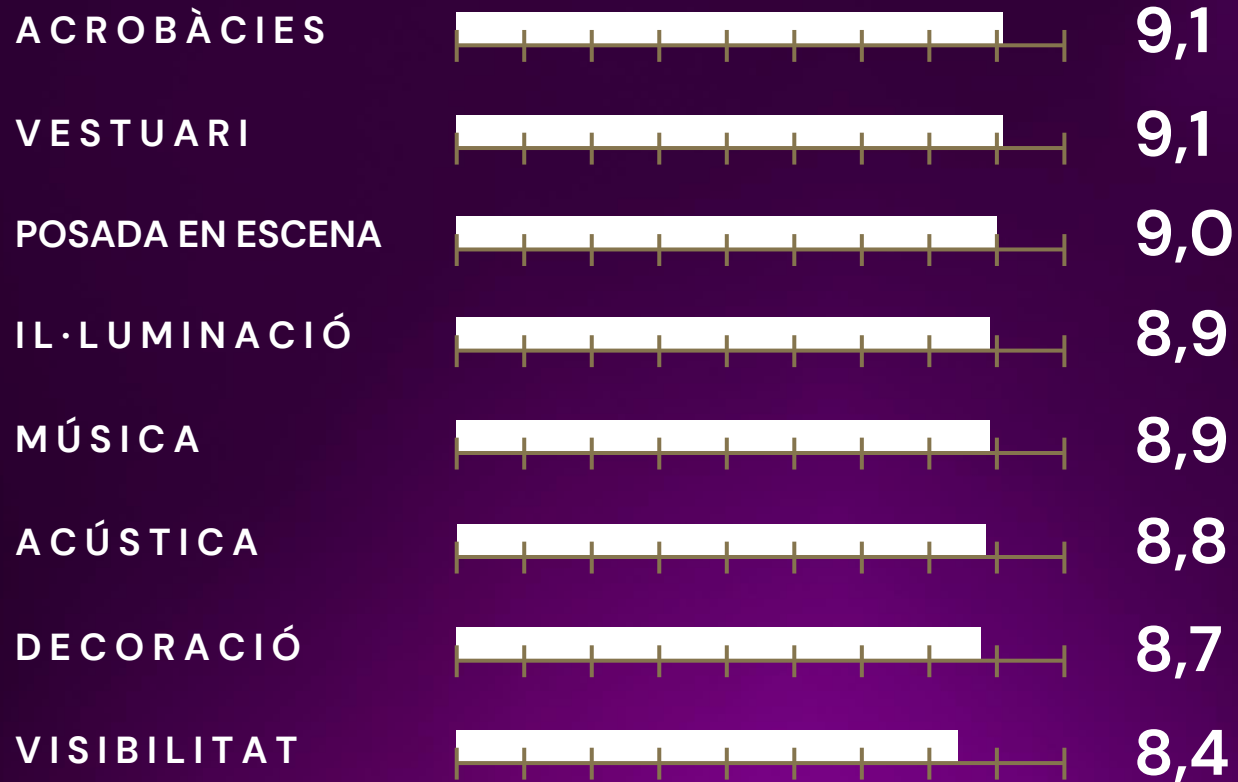 ACROBÀCIES 9,1
VESTUARI 9,1
POSADA EN ESCENA 9,0
IL·LUMINACIÓ 8,9
MÚSICA 8,9
ACÚSTICA 8,8
DECORACIÓ 8,7
VISIBILITAT 8,4